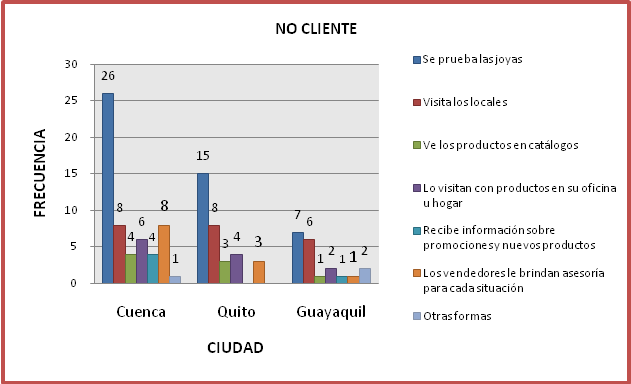 NO CLIENTE
FRECUENCIA
30
25
20
15
10
5
0
26
8
4
6
4
8
1
15
8
3
4
3
7
6
1
2
1
1
2
Cuenca
Quito
Guayaquil
CIUDAD
Se prueba las joyas
Visita los locales
Ve los productos en catálogos
Lo visitan con productos en su oficina
u hogar
Recibe información sobre
promociones y nuevos productos
Los vendedores le brindan asesoría
para cada situación
Otras formas